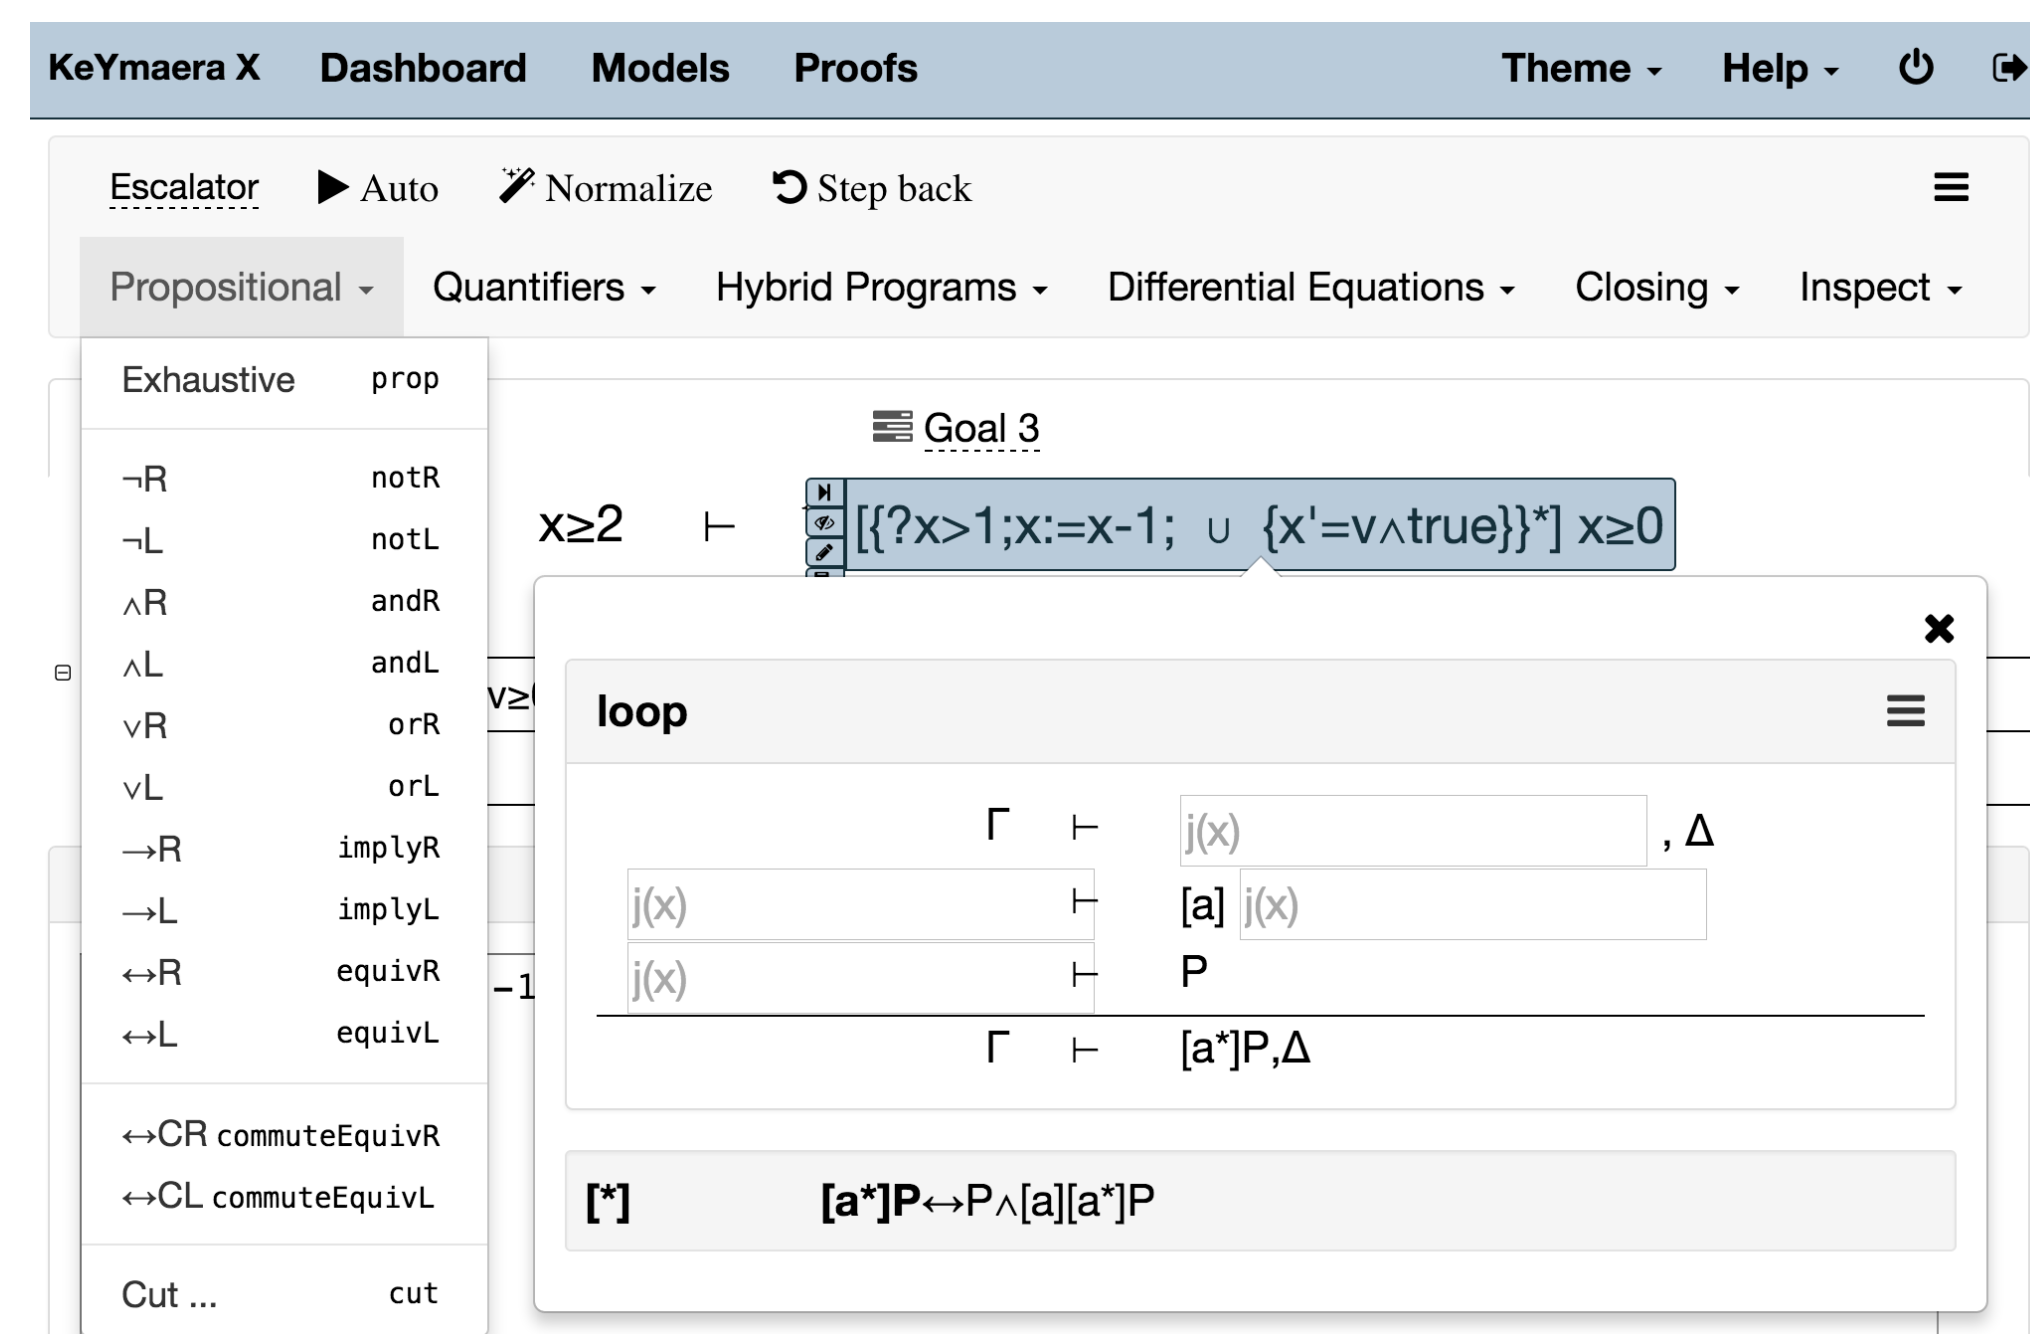 KeYmaera X Dashboard Models Proofs Theme Help
Escalator Auto Normalize Step back
Propositional Quantifiers Hybrid Programs Differential Equations Closing Inspect
Exhaustive prop
¬R notR
¬L notL
∧R andR
∧L andL
∨R orR
∨L orL
→R implyR
→L implyL
↔R equivR
↔L equivL
↔CR commuteEquivR
↔CL commuteEquivL
Cut ... cut
Goal 3
x≥2 ⊢ [{?x>1;x:=x-1; ∪ {x'=v∧true}}*] x≥0
v≥
-1
loop
Γ ⊢ j(x) , Δ
j(x) ⊢ [a] j(x)
j(x) ⊢ P
Γ ⊢ [a*]P,Δ
[*] [a*]P↔P∧[a][a*]P